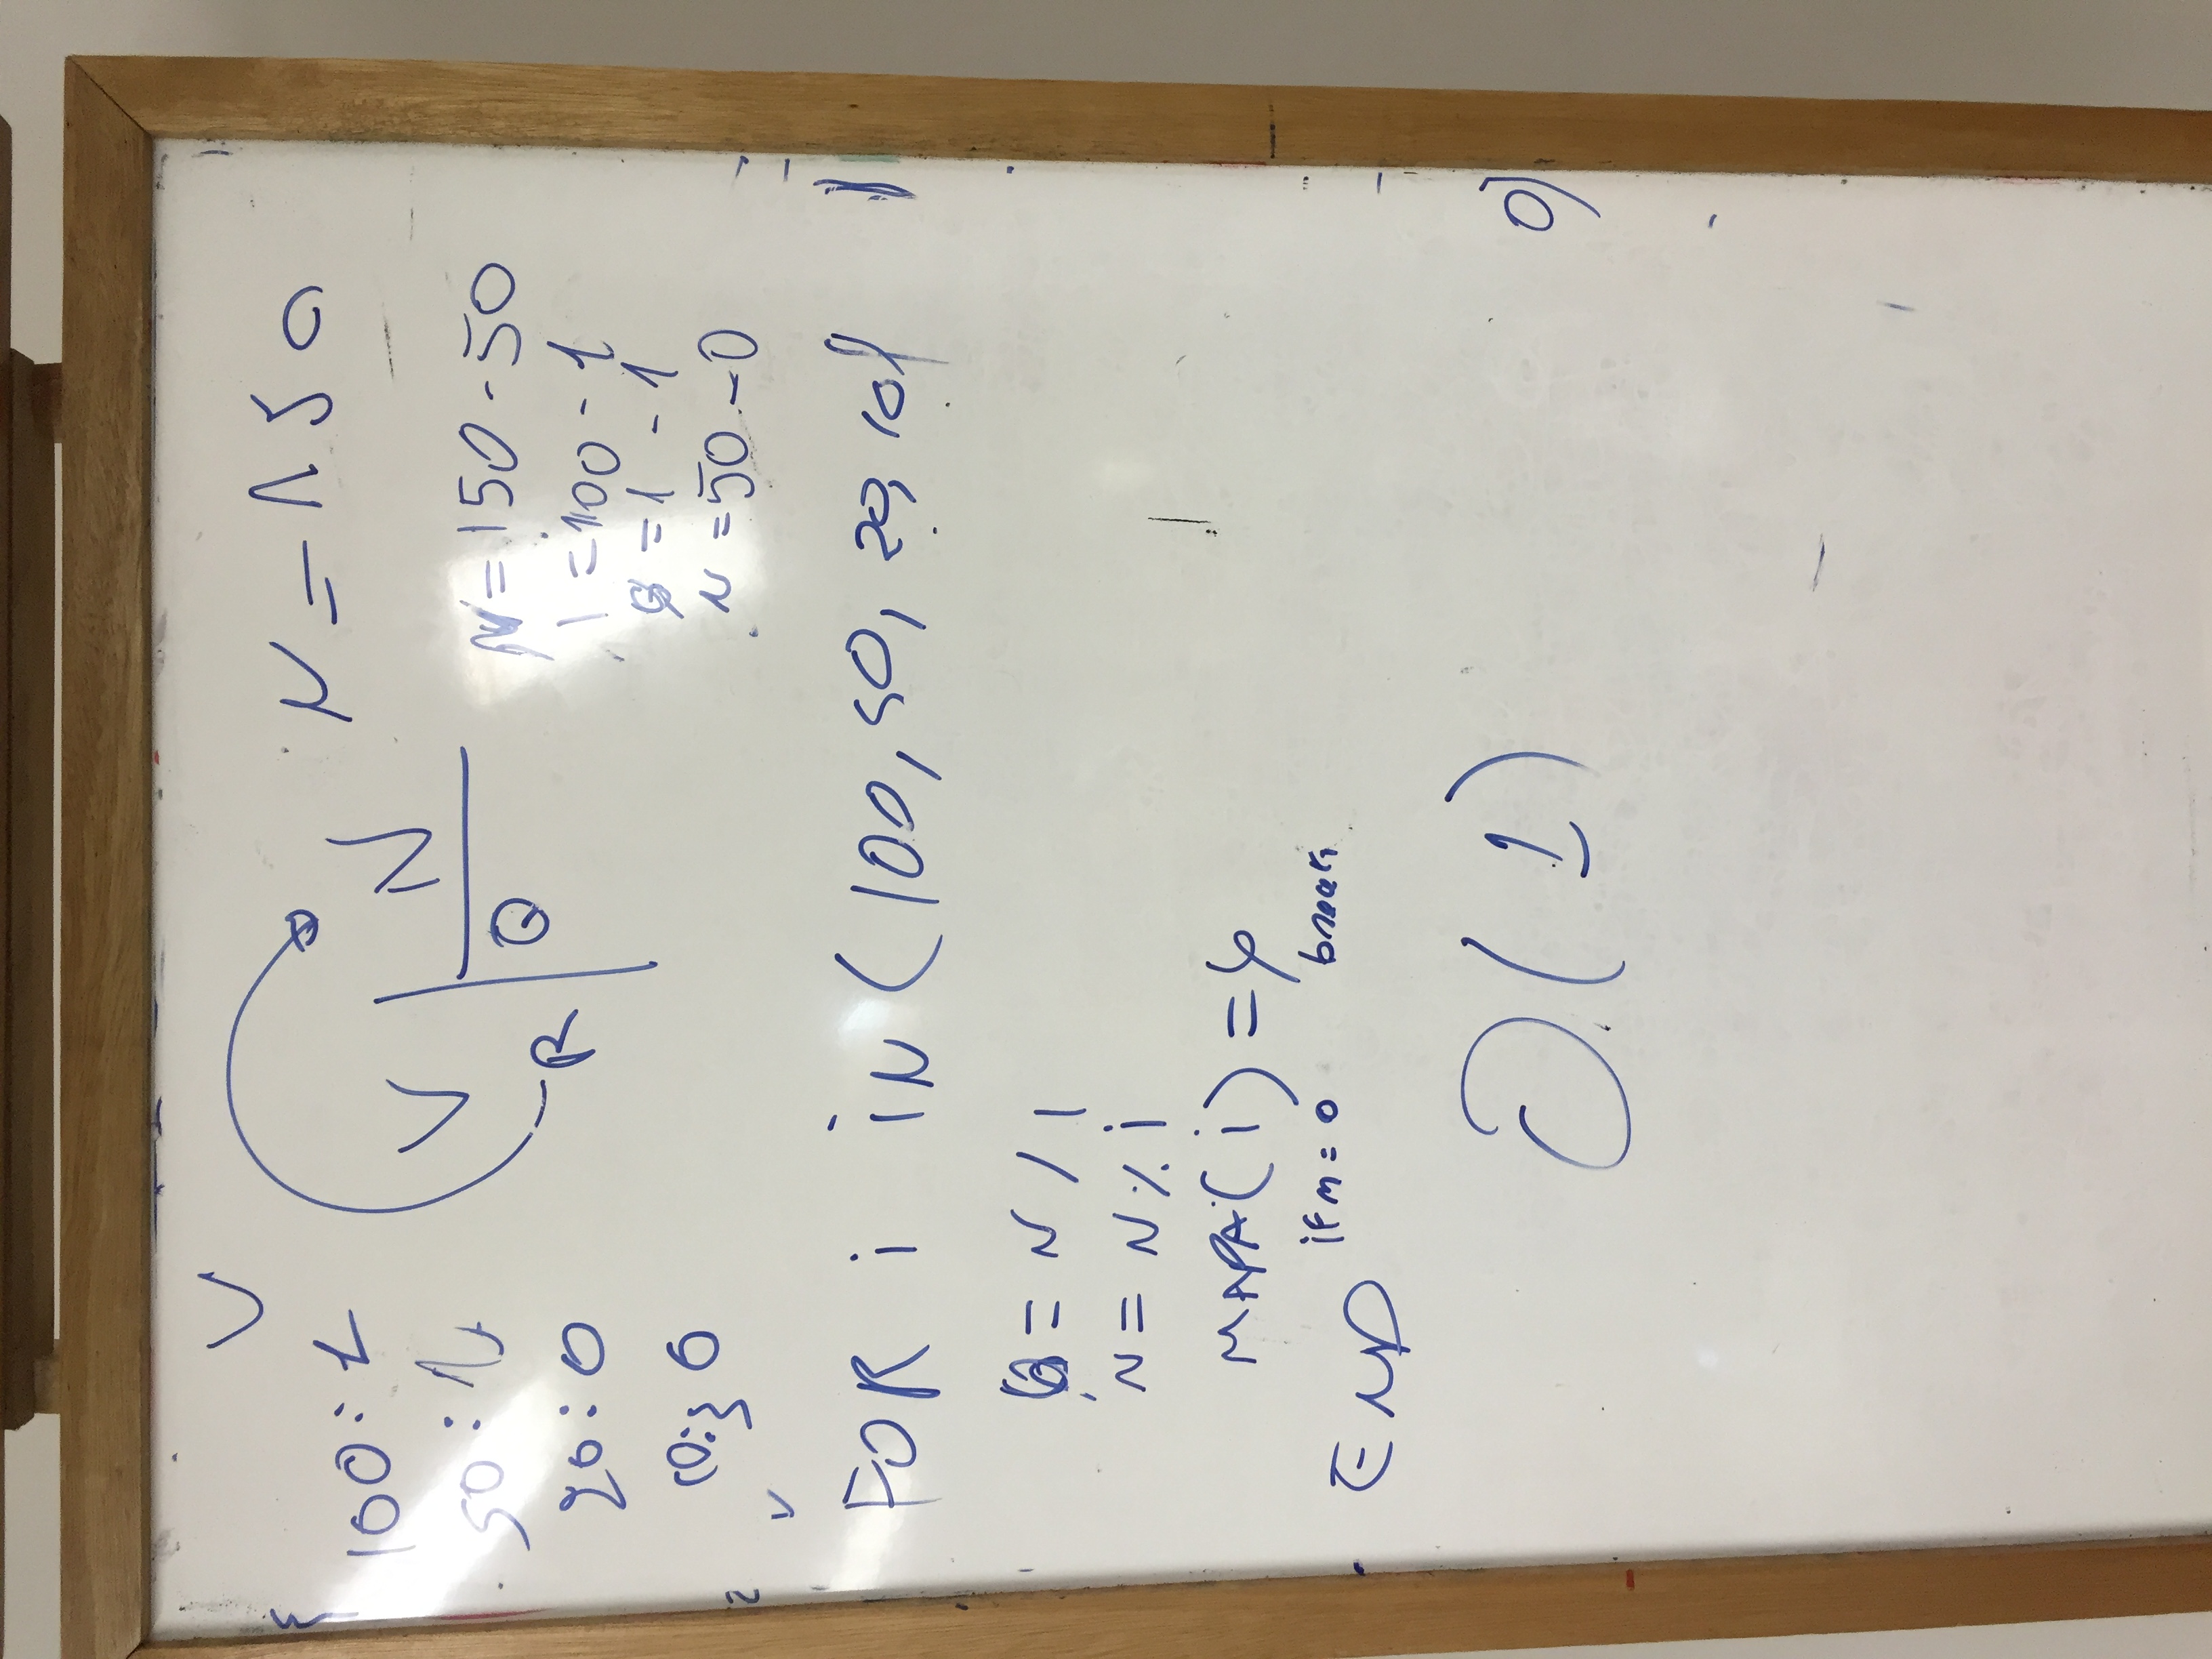 V
100 : 1
50 : 1
20 : 0
10 : } 0
V
V N
R Q
N = 150
N = 150 - 50
i = 100 - 1
Q = 1 - 1
N = 50 - 0
FOR i iN (100, 50, 20, 10)
Q = N / i
N = N % i
MAPA(i) = Q
if n = 0 break
END
O(1)
0)